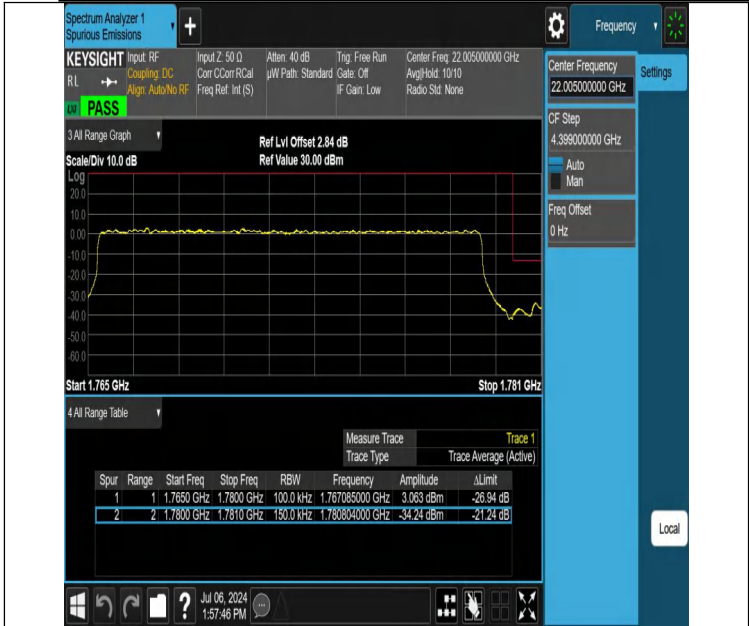 Spectrum Analyzer 1
Spurious Emissions
Frequency
KEYSIGHT
RL
Input: RF
Coupling: DC
Align: Auto/No RF
Input Z: 50 Ω
Corr CCorr RCal
Freq Ref: Int (S)
Atten: 40 dB
µW Path: Standard
Trig: Free Run
Gate: Off
IF Gain: Low
Center Freq: 22.005000000 GHz
Avg|Hold: 10/10
Radio Std: None
PASS
Center Frequency
22.005000000 GHz
Settings
CF Step
4.399000000 GHz
Auto
Man
Freq Offset
0 Hz
3 All Range Graph
Scale/Div 10.0 dB
Ref Lvl Offset 2.84 dB
Ref Value 30.00 dBm
Log
20.0
10.0
0.00
-10.0
-20.0
-30.0
-40.0
-50.0
-60.0
Start 1.765 GHz Stop 1.781 GHz
4 All Range Table
Measure Trace Trace 1
Trace Type Trace Average (Active)
Spur Range Start Freq Stop Freq RBW Frequency Amplitude ΔLimit
1 1 1.7650 GHz 1.7800 GHz 100.0 kHz 1.767085000 GHz 3.063 dBm -26.94 dB
2 2 1.7800 GHz 1.7810 GHz 150.0 kHz 1.780804000 GHz -34.24 dBm -21.24 dB
Local
?
Jul 06, 2024
1:57:46 PM